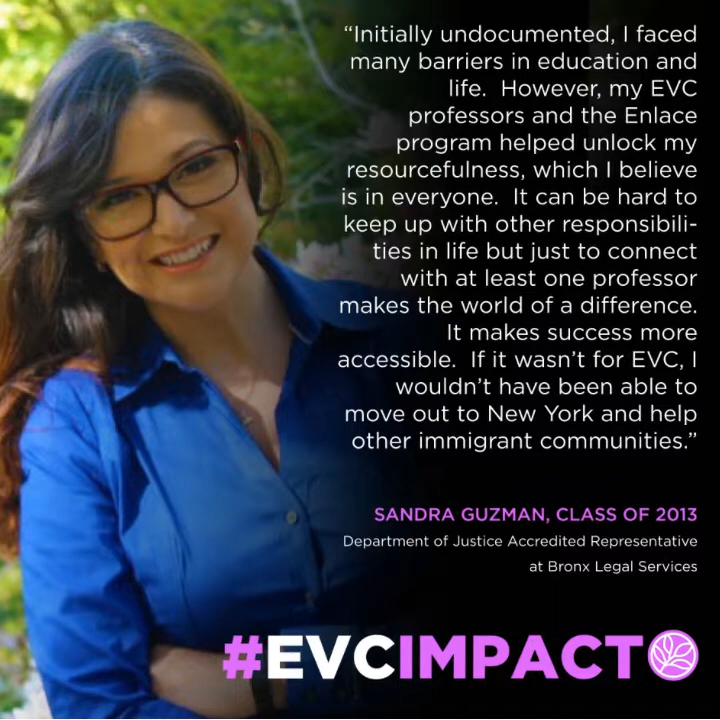 “Initially undocumented, I faced
many barriers in education and
life.  However, my EVC
professors and the Enlace
program helped unlock my
resourcefulness, which I believe
is in everyone.  It can be hard to
keep up with other responsibili-
ties in life but just to connect
with at least one professor
makes the world of a difference.
It makes success more
accessible.  If it wasn’t for EVC, I
wouldn’t have been able to
move out to New York and help
other immigrant communities.”
SANDRA GUZMAN, CLASS OF 2013
Department of Justice Accredited Representative
at Bronx Legal Services
#EVCIMPACT